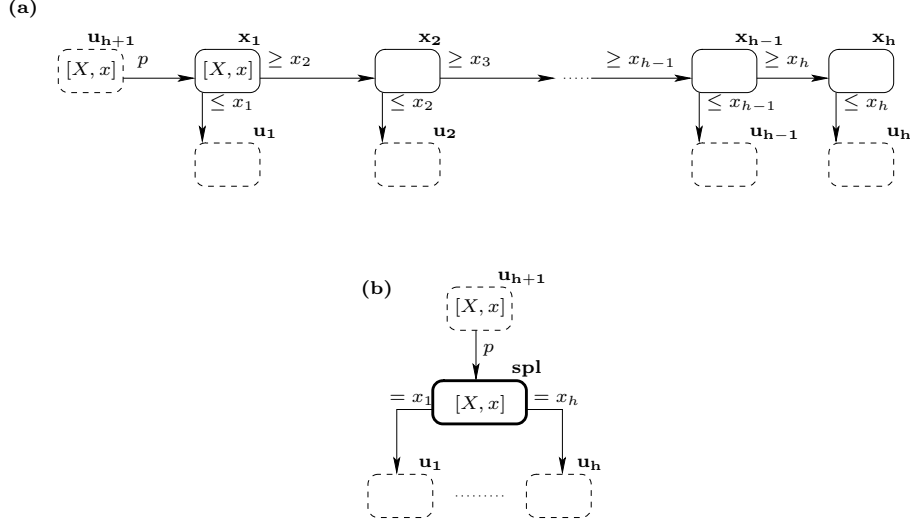 (a)
u_{h+1} x_1 x_2 x_{h−1} x_h
[X, x] p [X, x] ≥ x_2 ≥ x_3 ...... ≥ x_{h−1} ≥ x_h
≤ x_1 ≤ x_2 ≤ x_{h−1} ≤ x_h
u_1 u_2 u_{h−1} u_h
(b)
u_{h+1}
[X, x]
p
spl
= x_1 [X, x] = x_h
u_1 u_h
..........